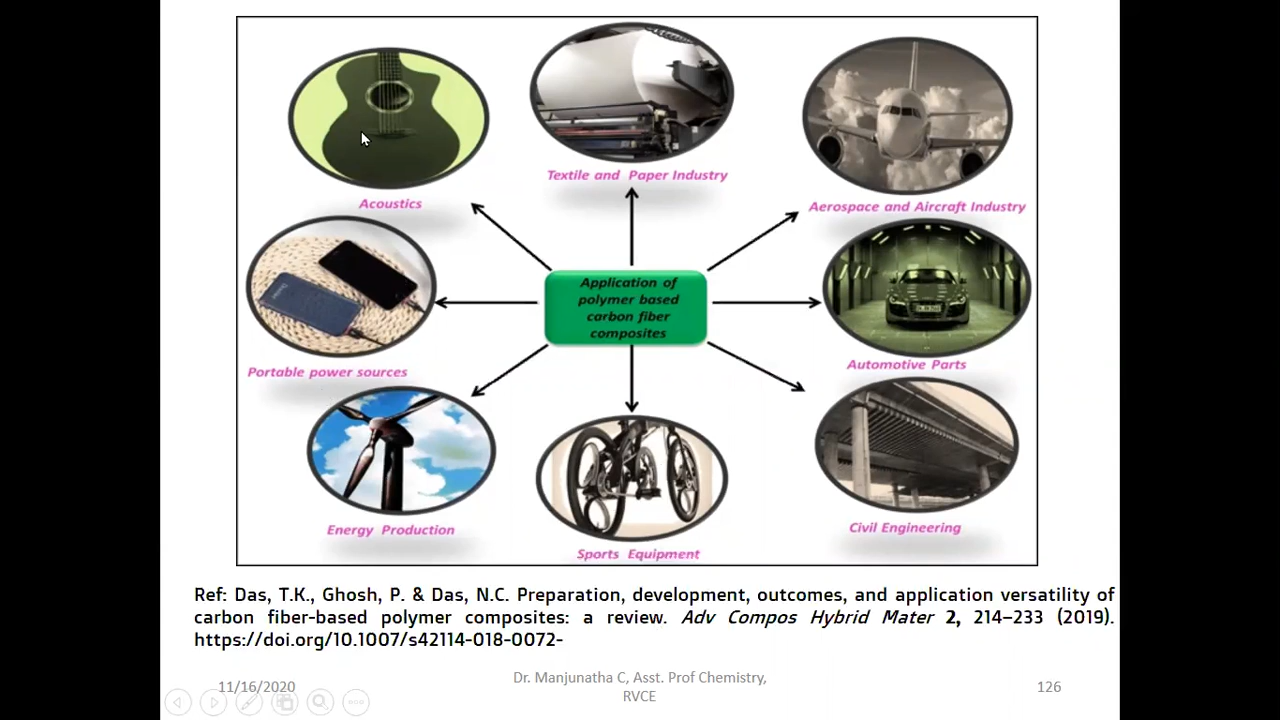 Textile and Paper Industry
Acoustics
Aerospace and Aircraft Industry
Application of
polymer based
carbon fiber
composites
Portable power sources
Automotive Parts
Energy Production
Civil Engineering
Sports Equipment
Ref: Das, T.K., Ghosh, P. & Das, N.C. Preparation, development, outcomes, and application versatility of
carbon fiber-based polymer composites: a review. Adv Compos Hybrid Mater 2, 214–233 (2019).
https://doi.org/10.1007/s42114-018-0072-
11/16/2020
Dr. Manjunatha C, Asst. Prof Chemistry,
RVCE
126